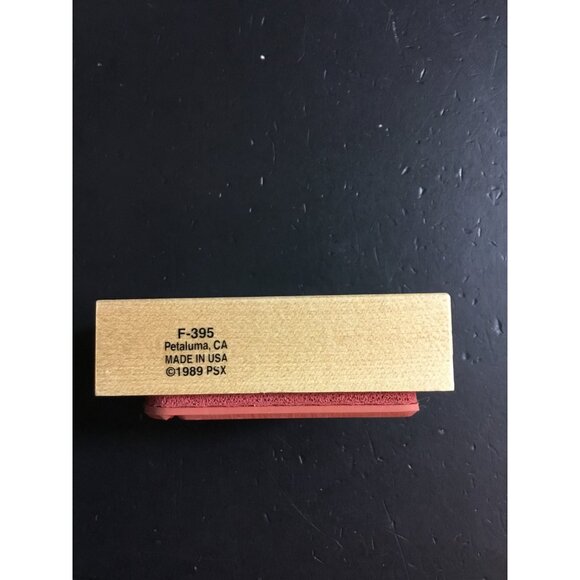 F-395
Petaluma, CA
MADE IN USA
©1989 PSX